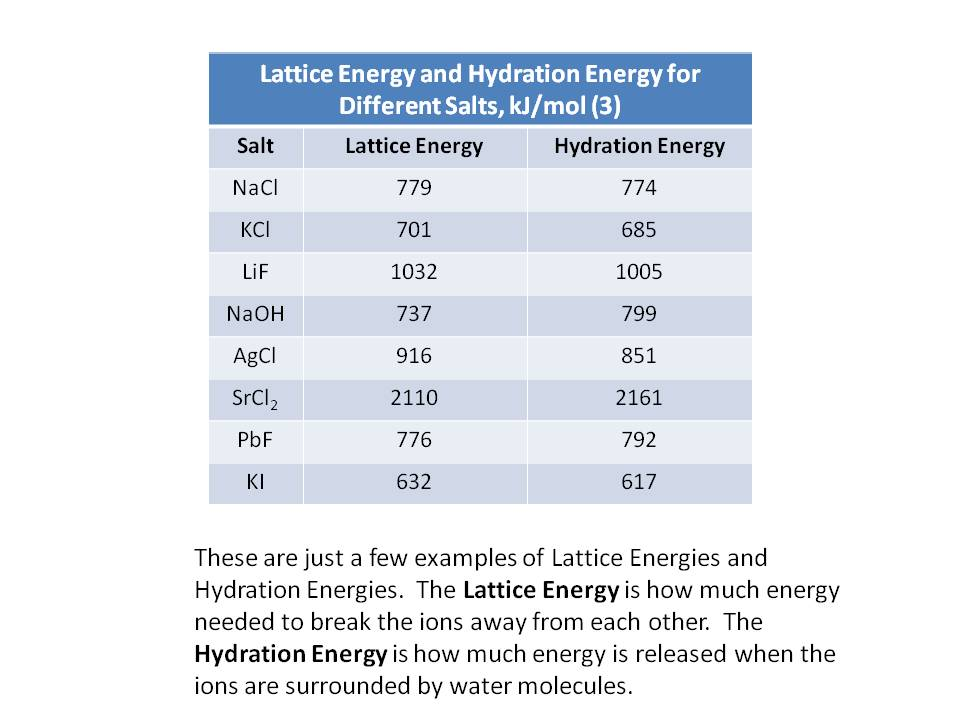 Lattice Energy and Hydration Energy for
Different Salts, kJ/mol (3)
Salt Lattice Energy Hydration Energy
NaCl 779 774
KCl 701 685
LiF 1032 1005
NaOH 737 799
AgCl 916 851
SrCl₂ 2110 2161
PbF 776 792
KI 632 617
These are just a few examples of Lattice Energies and
Hydration Energies. The Lattice Energy is how much energy
needed to break the ions away from each other. The
Hydration Energy is how much energy is released when the
ions are surrounded by water molecules.